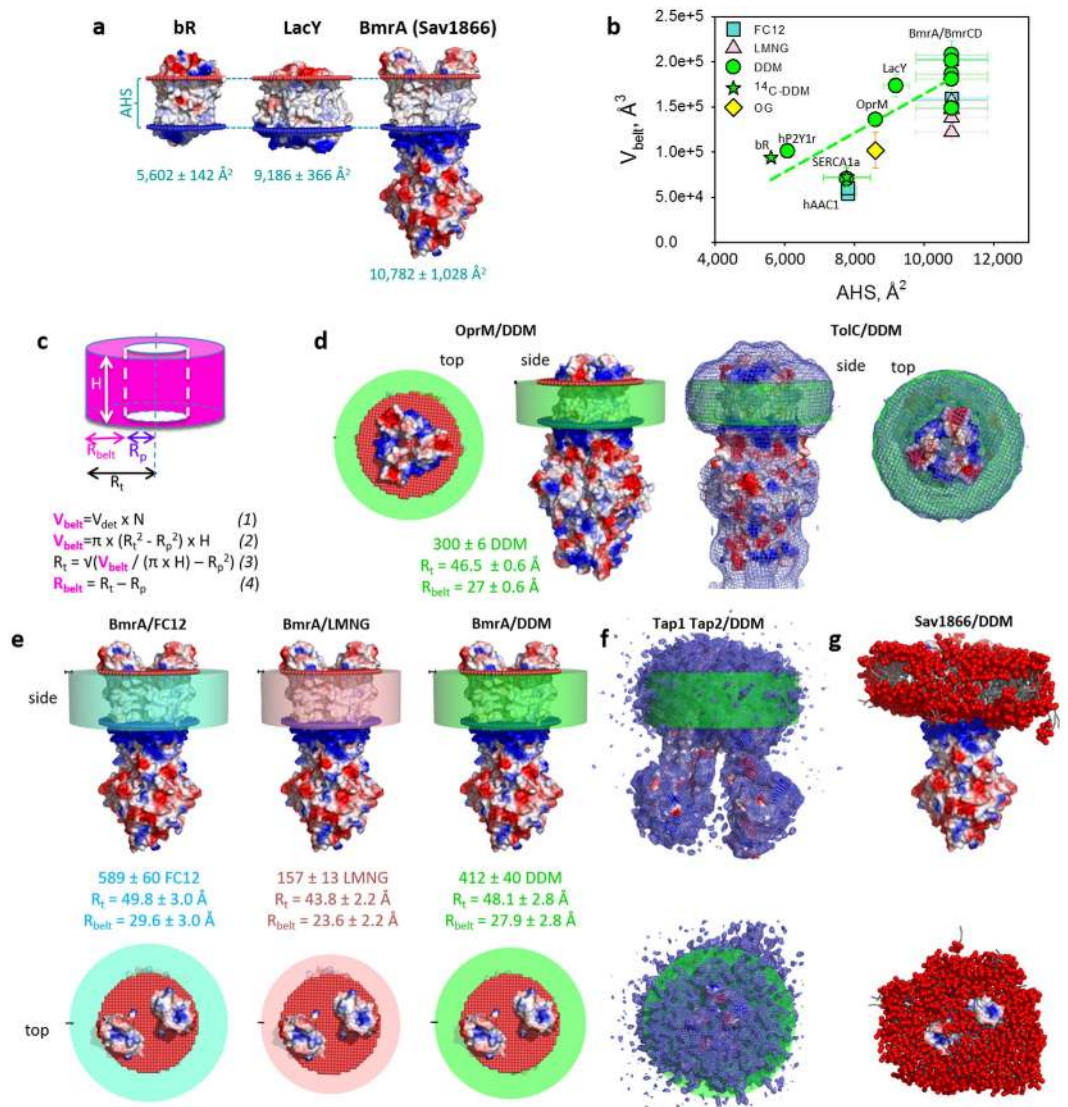 a
bR LacY BmrA (Sav1866)
AHS
5,602 ± 142 Å²
9,186 ± 366 Å²
10,782 ± 1,028 Å²
b
FC12
LMNG
DDM
¹⁴C-DDM
OG
BmrA/BmrCD
LacY
OprM
bR
hP2Y1r
SERCA1a
hAAC1
V_belt, Å³
2.5e+5
2.0e+5
1.5e+5
1.0e+5
5.0e+4
0.0
4,000 6,000 8,000 10,000 12,000
AHS, Å²
c
H
R_belt R_p
R_t
V_belt=V_det x N (1)
V_belt=π x (R_t² - R_p²) x H (2)
R_t = √(V_belt / (π x H) – R_p²) (3)
R_belt = R_t – R_p (4)
d
OprM/DDM
top
side
TolC/DDM
side
top
300 ± 6 DDM
R_t = 46.5 ± 0.6 Å
R_belt = 27 ± 0.6 Å
e
BmrA/FC12 BmrA/LMNG BmrA/DDM
side
589 ± 60 FC12
R_t = 49.8 ± 3.0 Å
R_belt = 29.6 ± 3.0 Å
157 ± 13 LMNG
R_t = 43.8 ± 2.2 Å
R_belt = 23.6 ± 2.2 Å
412 ± 40 DDM
R_t = 48.1 ± 2.8 Å
R_belt = 27.9 ± 2.8 Å
top
f
Tap1 Tap2/DDM
g
Sav1866/DDM